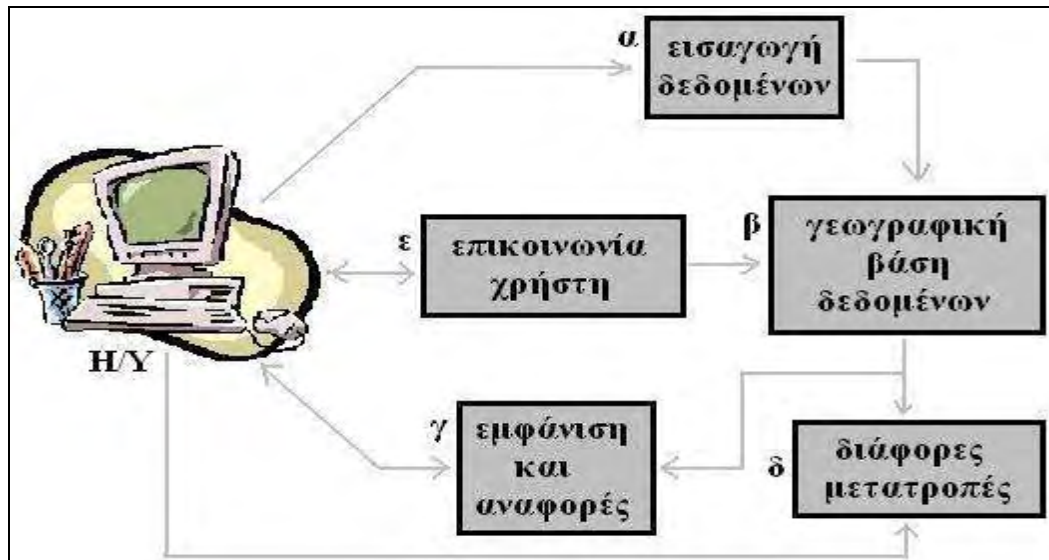 α
εισαγωγή
δεδομένων
ε
επικοινωνία
χρήστη
β
γεωγραφική
βάση
δεδομένων
Η/Υ
γ
εμφάνιση
και
αναφορές
δ
διάφορες
μετατροπές